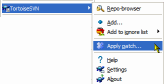 TortoiseSVN
Repo-browser
Add...
Add to ignore list
Apply patch...
Help
Settings
About